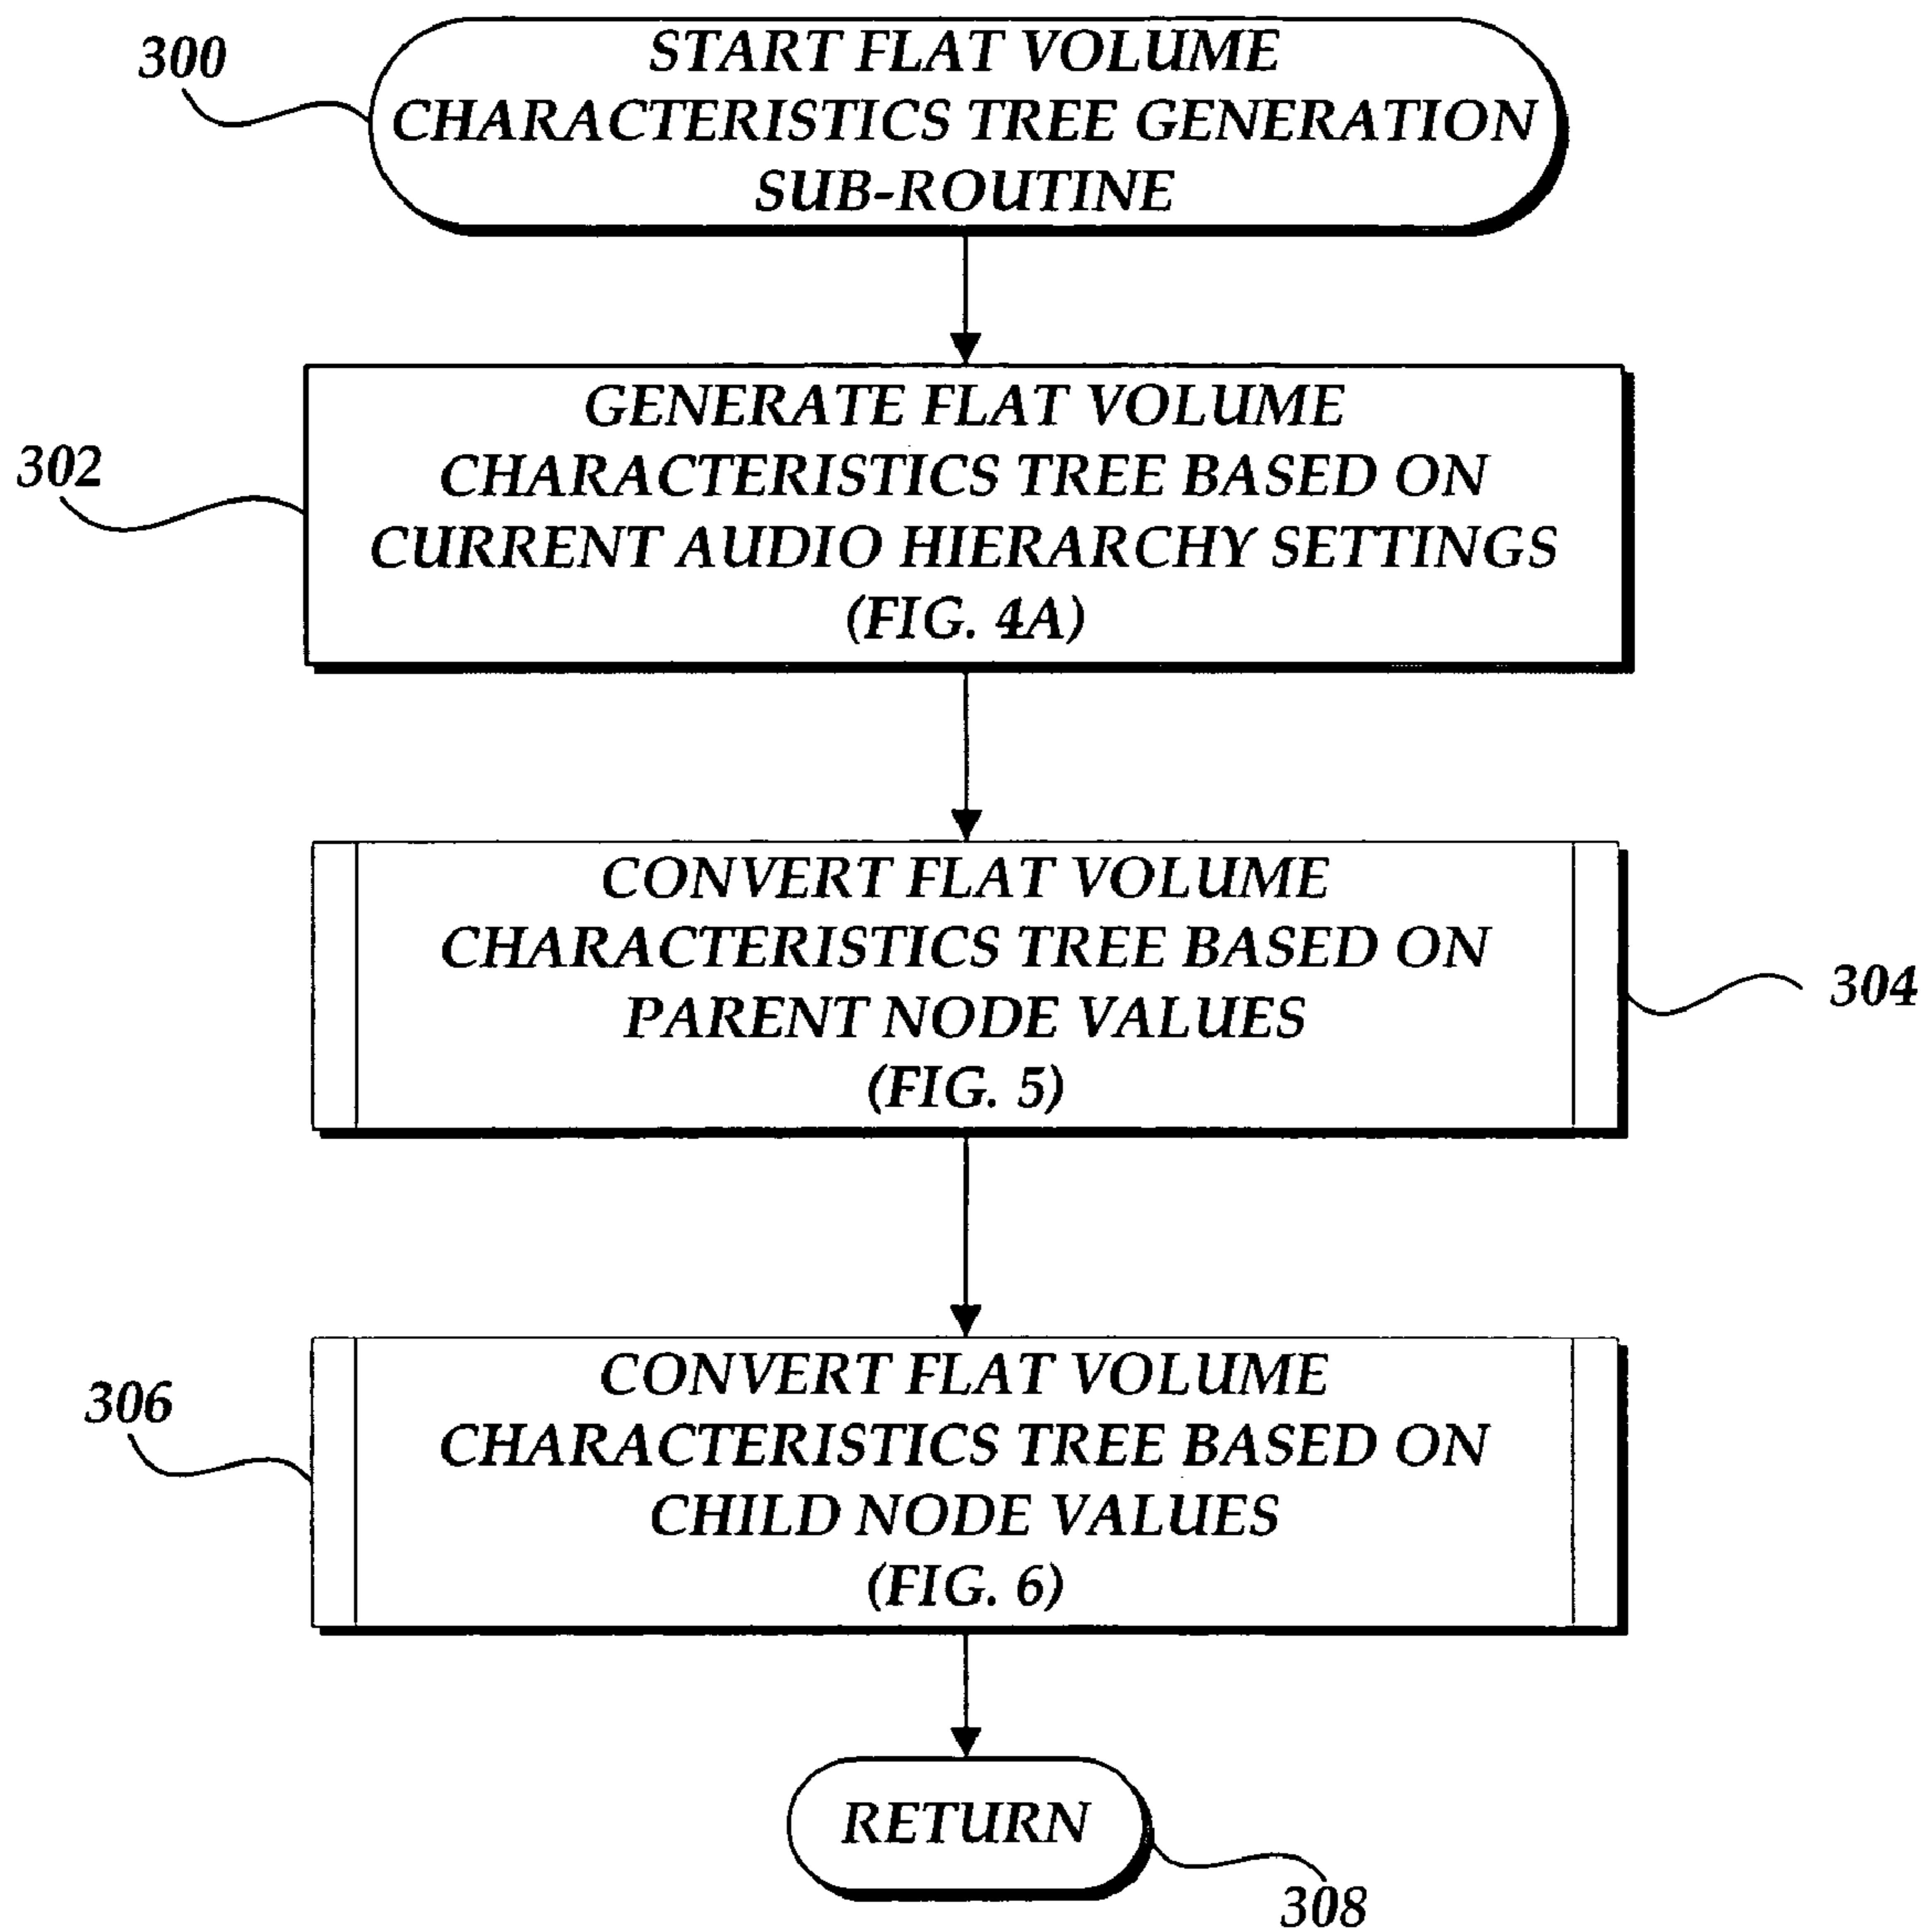 300
START FLAT VOLUME
CHARACTERISTICS TREE GENERATION
SUB-ROUTINE
302
GENERATE FLAT VOLUME
CHARACTERISTICS TREE BASED ON
CURRENT AUDIO HIERARCHY SETTINGS
(FIG. 4A)
CONVERT FLAT VOLUME
CHARACTERISTICS TREE BASED ON
PARENT NODE VALUES
(FIG. 5)
304
306
CONVERT FLAT VOLUME
CHARACTERISTICS TREE BASED ON
CHILD NODE VALUES
(FIG. 6)
RETURN
308